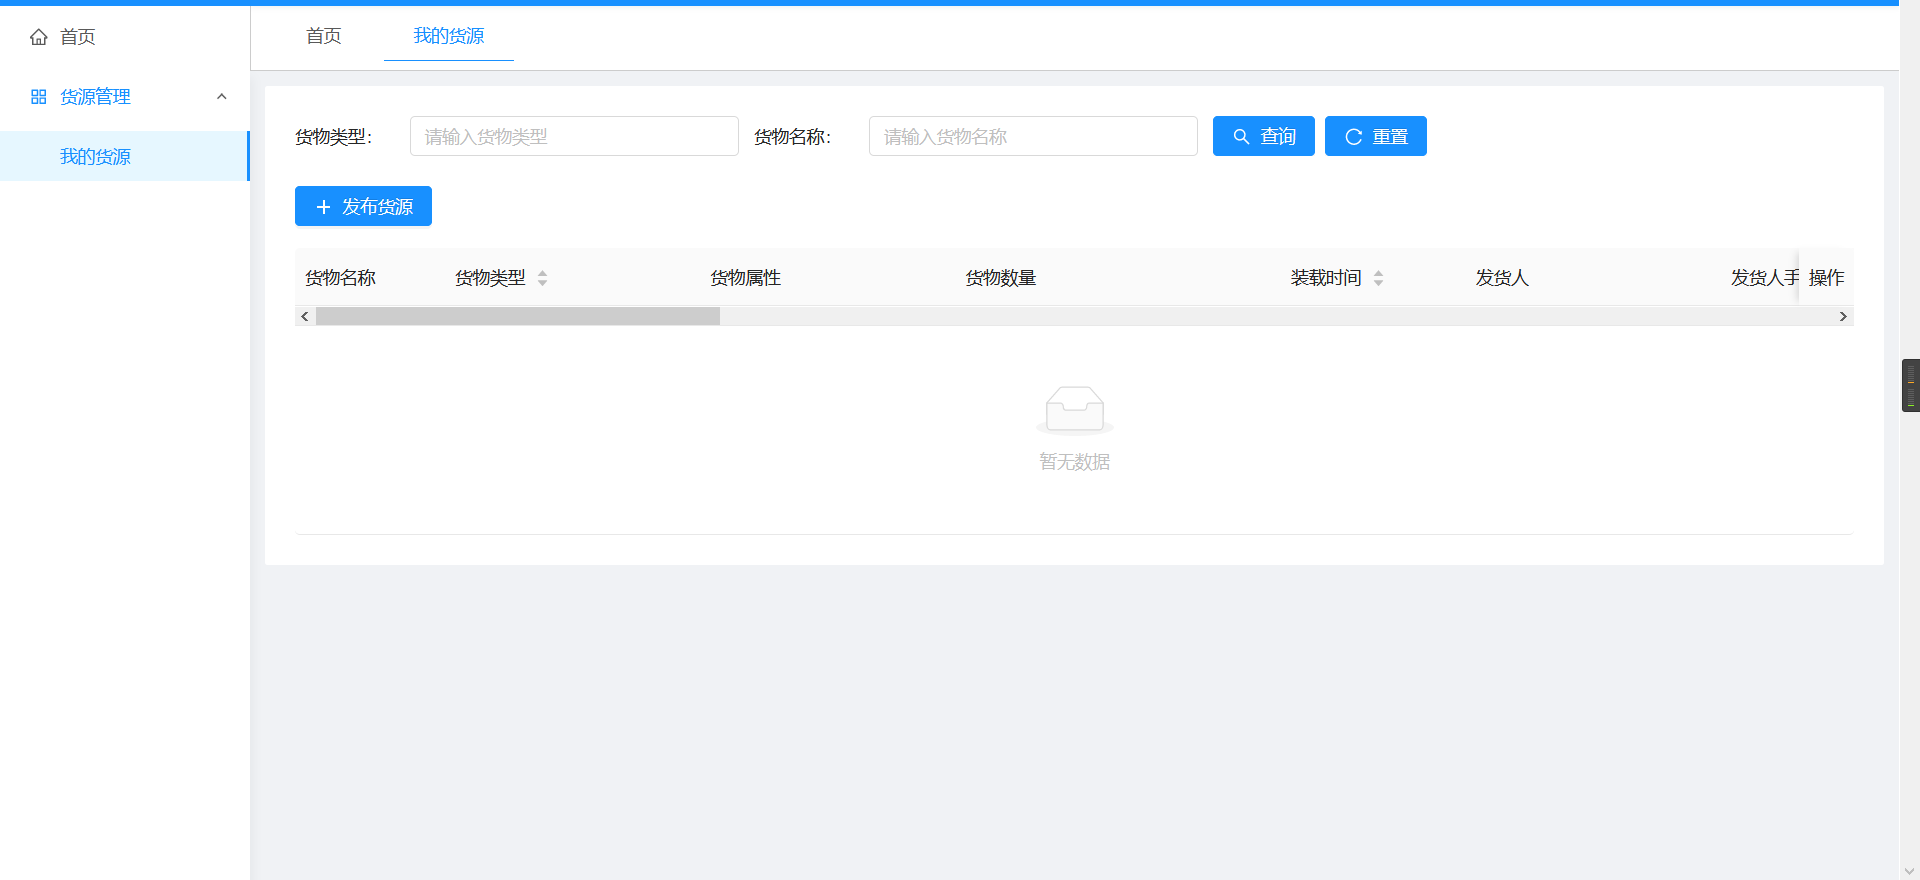 首页
货源管理
我的货源
首页 我的货源
货物类型: 请输入货物类型 货物名称: 请输入货物名称 查询 重置
发布货源
货物名称 货物类型 货物属性 货物数量 装载时间 发货人 发货人手 操作
暂无数据